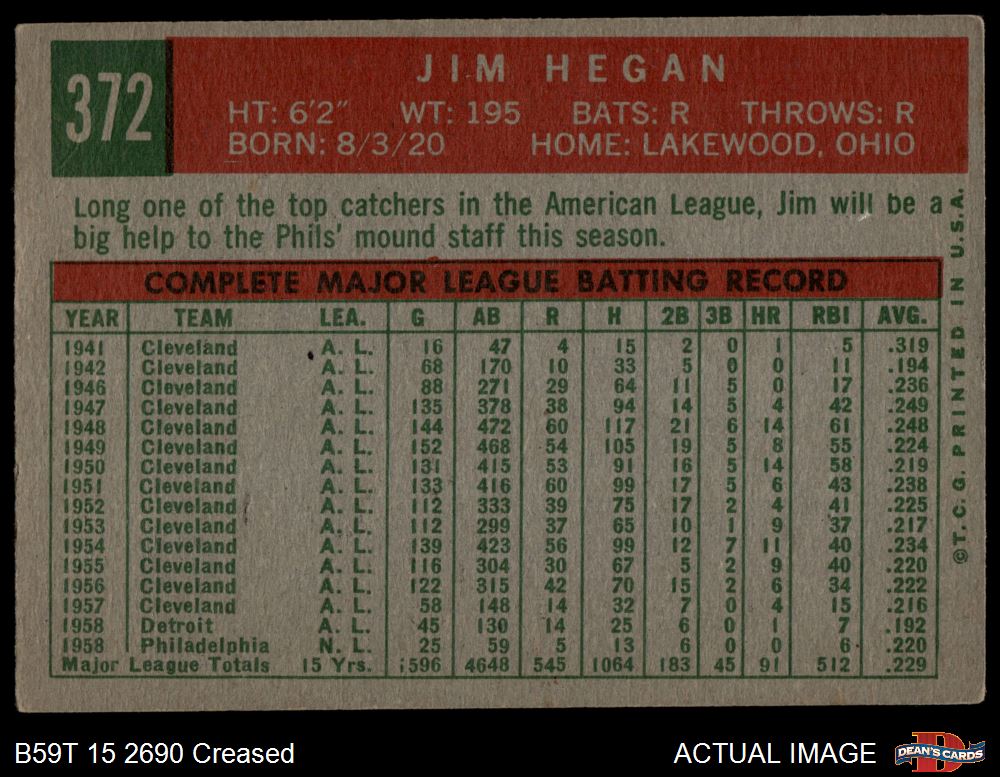 372
JIM HEGAN
HT: 6'2" WT: 195 BATS: R THROWS: R
BORN: 8/3/20 HOME: LAKEWOOD, OHIO
Long one of the top catchers in the American League, Jim will be a
big help to the Phils' mound staff this season.
COMPLETE MAJOR LEAGUE BATTING RECORD
YEAR TEAM LEA. G AB R H 2B 3B HR RBI AVG.
1941 Cleveland A. L. 16 47 4 15 2 0 1 5 .319
1942 Cleveland A. L. 68 170 10 33 5 0 0 11 .194
1946 Cleveland A. L. 88 271 29 64 11 5 0 17 .236
1947 Cleveland A. L. 135 378 38 94 14 5 4 42 .249
1948 Cleveland A. L. 144 472 60 117 21 6 14 61 .248
1949 Cleveland A. L. 152 468 54 105 19 5 8 55 .224
1950 Cleveland A. L. 131 415 53 91 16 5 14 58 .219
1951 Cleveland A. L. 133 416 60 99 17 5 6 43 .238
1952 Cleveland A. L. 112 333 39 75 17 2 4 41 .225
1953 Cleveland A. L. 112 299 37 65 10 1 9 37 .217
1954 Cleveland A. L. 139 423 56 99 12 7 11 40 .234
1955 Cleveland A. L. 116 304 30 67 5 2 9 40 .220
1956 Cleveland A. L. 122 315 42 70 15 2 6 34 .222
1957 Cleveland A. L. 58 148 14 32 7 0 4 15 .216
1958 Detroit A. L. 45 130 14 25 6 0 1 7 .192
1958 Philadelphia N. L. 25 59 5 13 6 0 0 6 .220
Major League Totals 15 Yrs. 1596 4648 545 1064 183 45 91 512 .229
©T.C.G. PRINTED IN U.S.A.
B59T 15 2690 Creased
ACTUAL IMAGE
DEAN'S CARDS